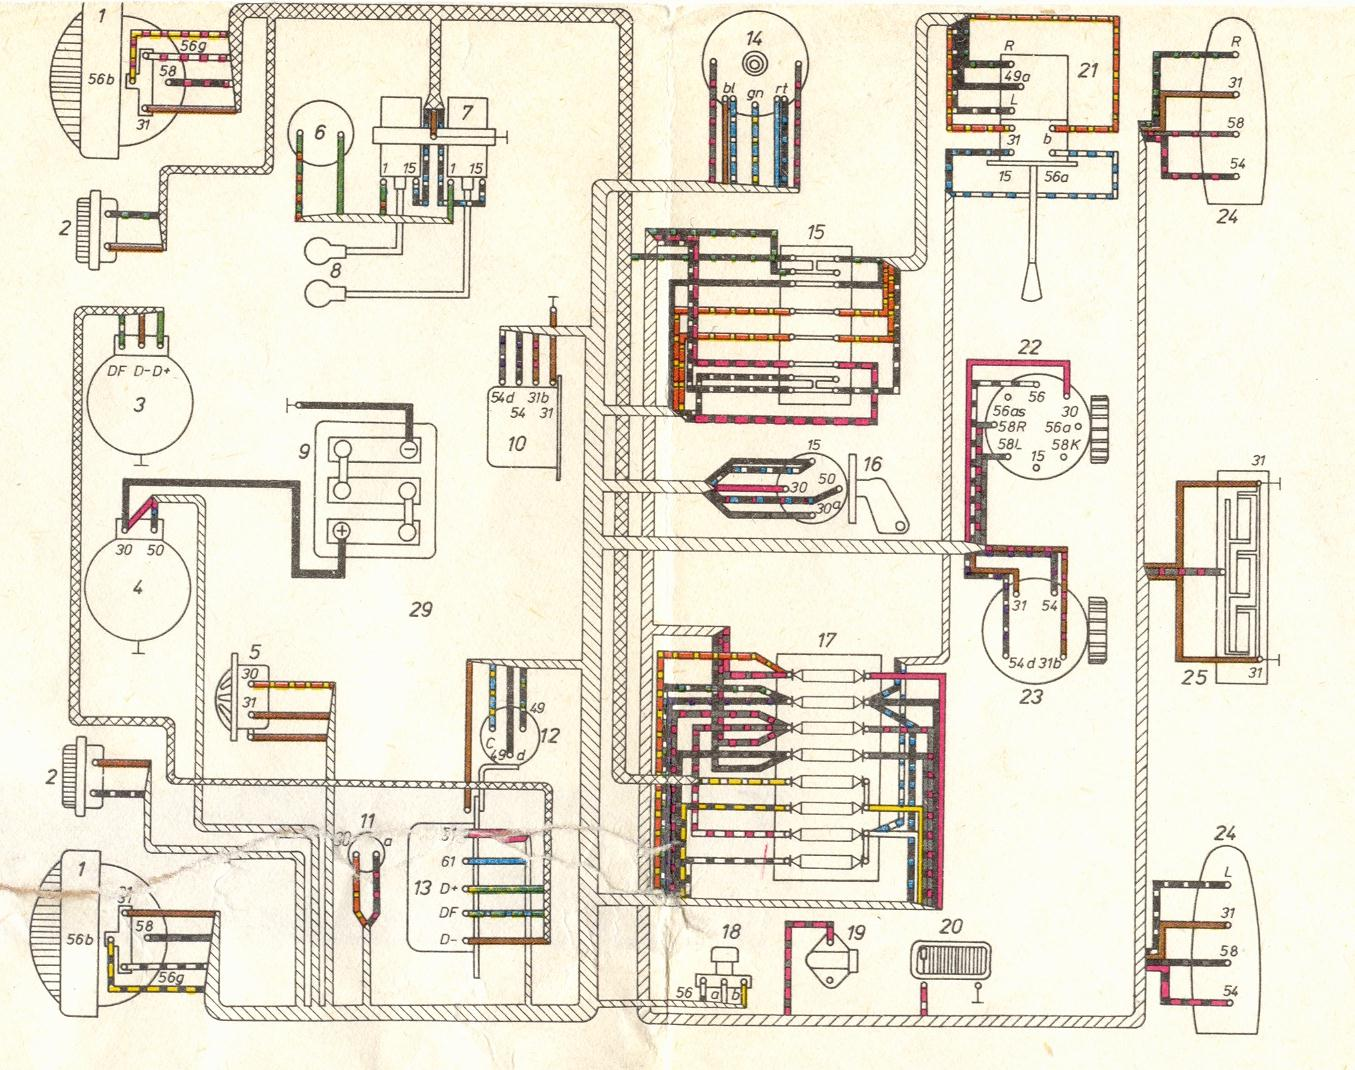 1
56g
56b
58
31
2
6
7
1
15
1
15
8
14
bl
gn
rt
R
49a
L
21
31
b
15
56a
R
31
58
54
24
15
3
DF D- D+
9
54d
31b
54
31
10
15
16
30
50
30a
22
56
56as
30
58R
56a
58L
58K
15
4
30
50
29
31
31
54
54d
31b
23
25
31
5
30
31
17
C
49
49a
12
2
11
30
a
51
61
13
D+
DF
D-
1
31
58
56b
56g
18
56
a
b
19
20
24
L
31
58
54